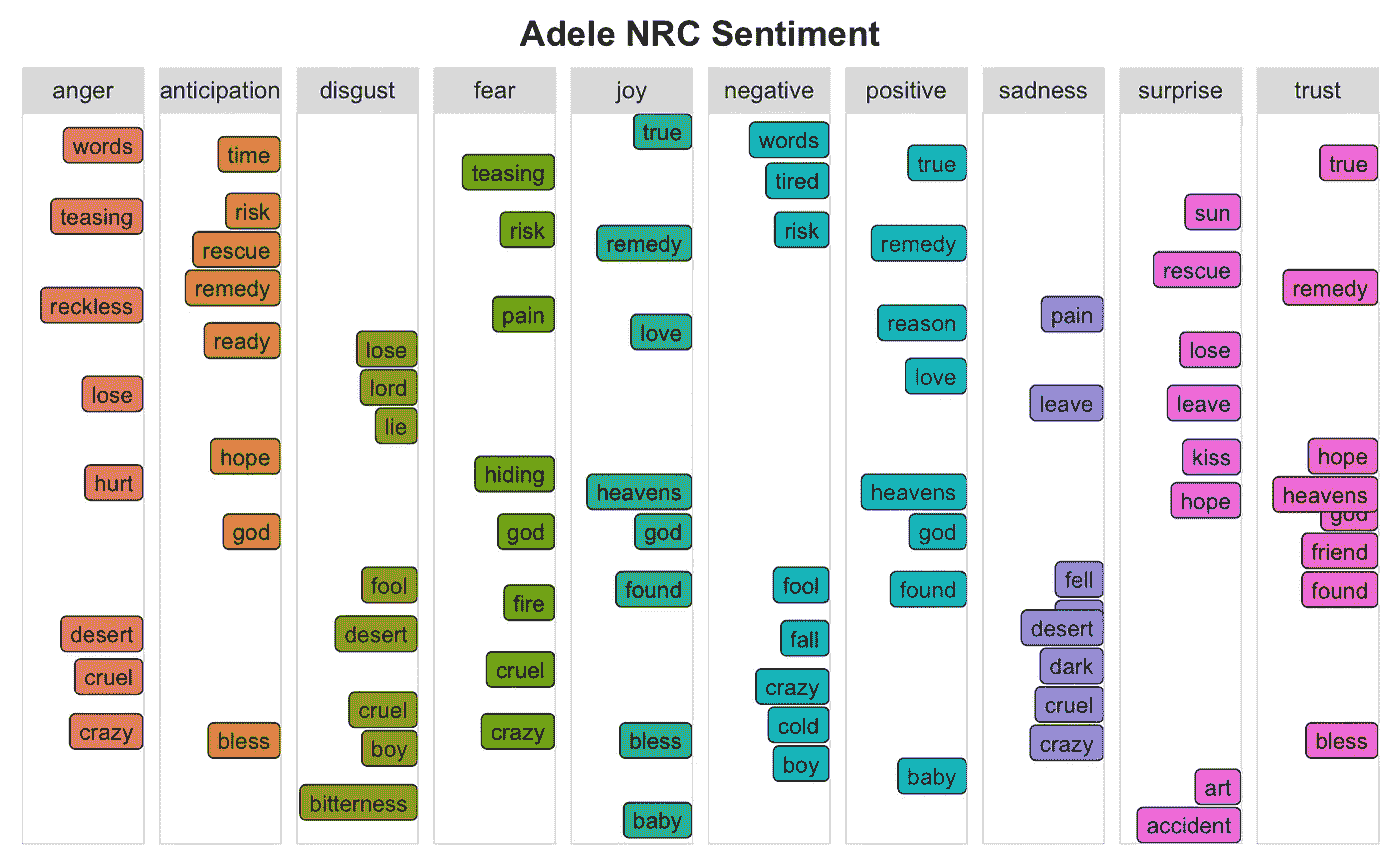 Adele NRC Sentiment
anger
words
teasing
reckless
lose
hurt
desert
cruel
crazy
anticipation
time
risk
rescue
remedy
ready
hope
god
bless
disgust
lose
lord
lie
fool
desert
cruel
boy
bitterness
fear
teasing
risk
pain
hiding
god
fire
cruel
crazy
joy
true
remedy
love
heavens
god
found
bless
baby
negative
words
tired
risk
fool
fall
crazy
cold
boy
positive
true
remedy
reason
love
heavens
god
found
baby
sadness
pain
leave
fell
desert
dark
cruel
crazy
surprise
sun
rescue
lose
leave
kiss
hope
art
accident
trust
true
remedy
hope
heavens
god
friend
found
bless